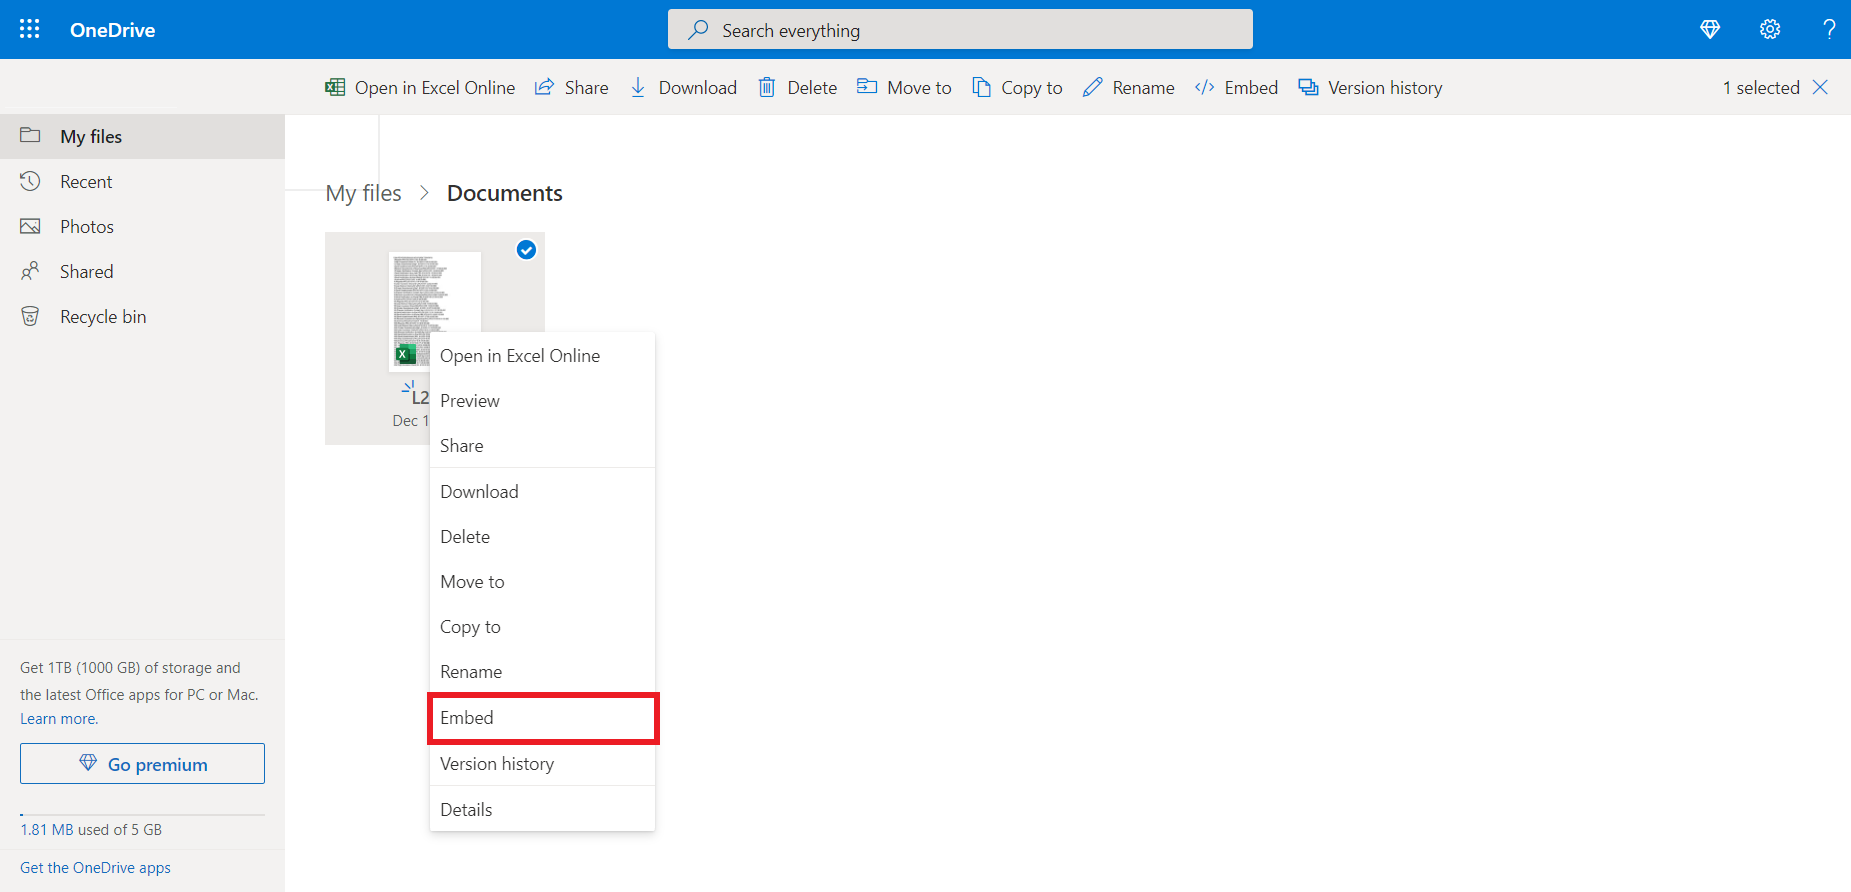 OneDrive
Search everything
?
Open in Excel Online Share Download Delete Move to Copy to Rename Embed Version history 1 selected
My files
Recent
Photos
Shared
Recycle bin
Get 1TB (1000 GB) of storage and
the latest Office apps for PC or Mac.
Learn more.
Go premium
1.81 MB used of 5 GB
Get the OneDrive apps
My files > Documents
X
L2
Dec 1
Open in Excel Online
Preview
Share
Download
Delete
Move to
Copy to
Rename
Embed
Version history
Details